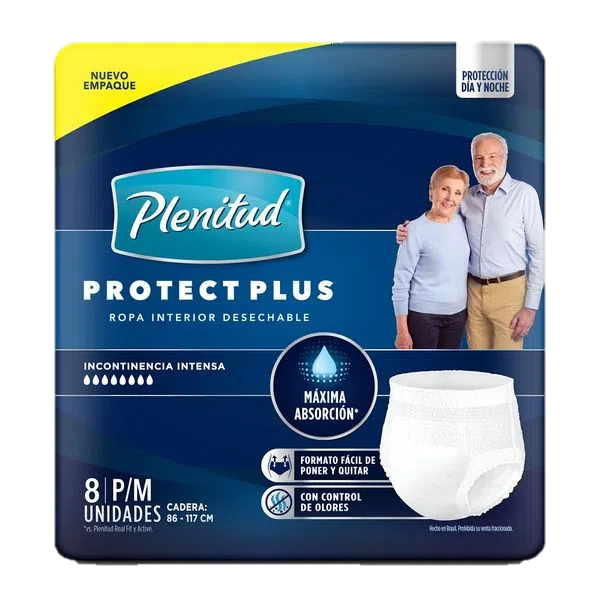 NUEVO
EMPAQUE
PROTECCIÓN
DÍA Y NOCHE
Plenitud®
PROTECT PLUS
ROPA INTERIOR DESECHABLE
INCONTINENCIA INTENSA
MÁXIMA
ABSORCIÓN*
FORMATO FÁCIL DE
PONER Y QUITAR
CON CONTROL
DE OLORES
8 | P/M
UNIDADES
CADERA:
86 - 117 CM
*vs. Plenitud Real Fit y Active.
Hecho en Brasil. Prohibida su venta fraccionada.